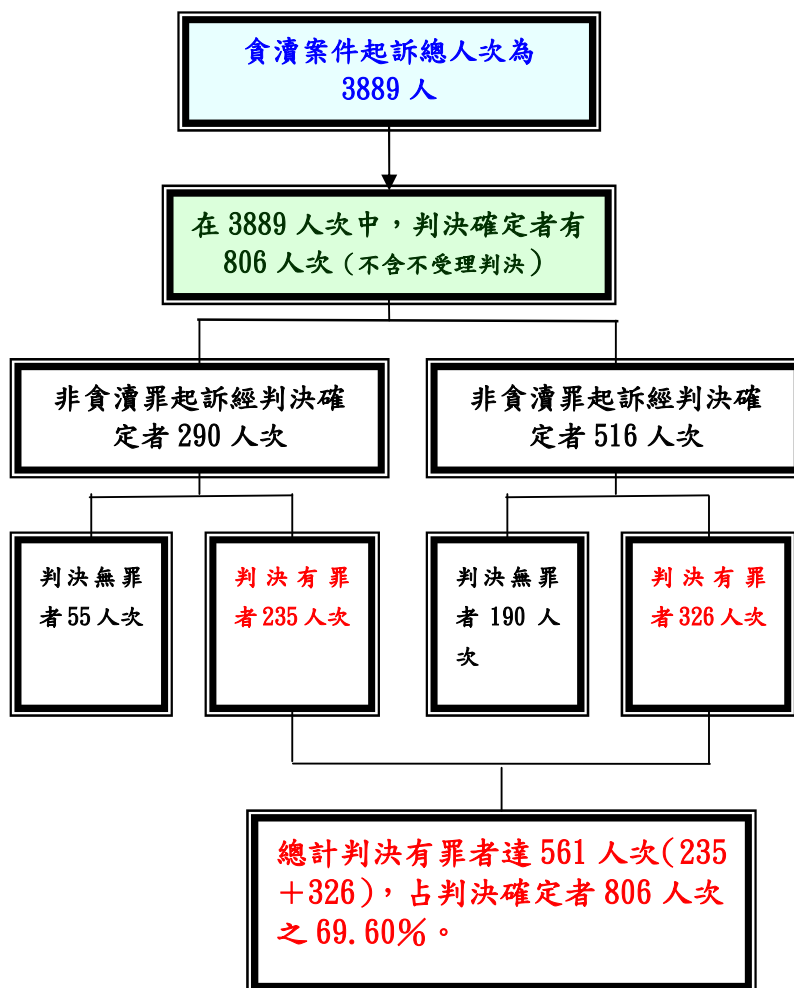 貪瀆案件起訴總人次為
3889 人
在 3889 人次中，判決確定者有
806 人次（不含不受理判決）
非貪瀆罪起訴經判決確
定者 290 人次
非貪瀆罪起訴經判決確
定者 516 人次
判決無罪
者 55 人次
判決有罪
者 235 人次
判決無罪
者 190 人
次
判決有罪
者 326 人次
總計判決有罪者達 561 人次(235
＋326)，占判決確定者 806 人次
之 69.60%。